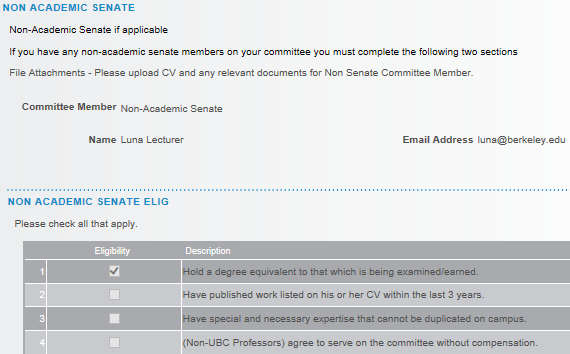 NON ACADEMIC SENATE
Non-Academic Senate if applicable
If you have any non-academic senate members on your committee you must complete the following two sections
File Attachments - Please upload CV and any relevant documents for Non Senate Committee Member.
Committee Member Non-Academic Senate
Name Luna Lecturer Email Address luna@berkeley.edu
NON ACADEMIC SENATE ELIG
Please check all that apply.
Eligibility Description
1 Hold a degree equivalent to that which is being examined/earned.
2 Have published work listed on his or her CV within the last 3 years.
3 Have special and necessary expertise that cannot be duplicated on campus.
4 (Non-UBC Professors) agree to serve on the committee without compensation.